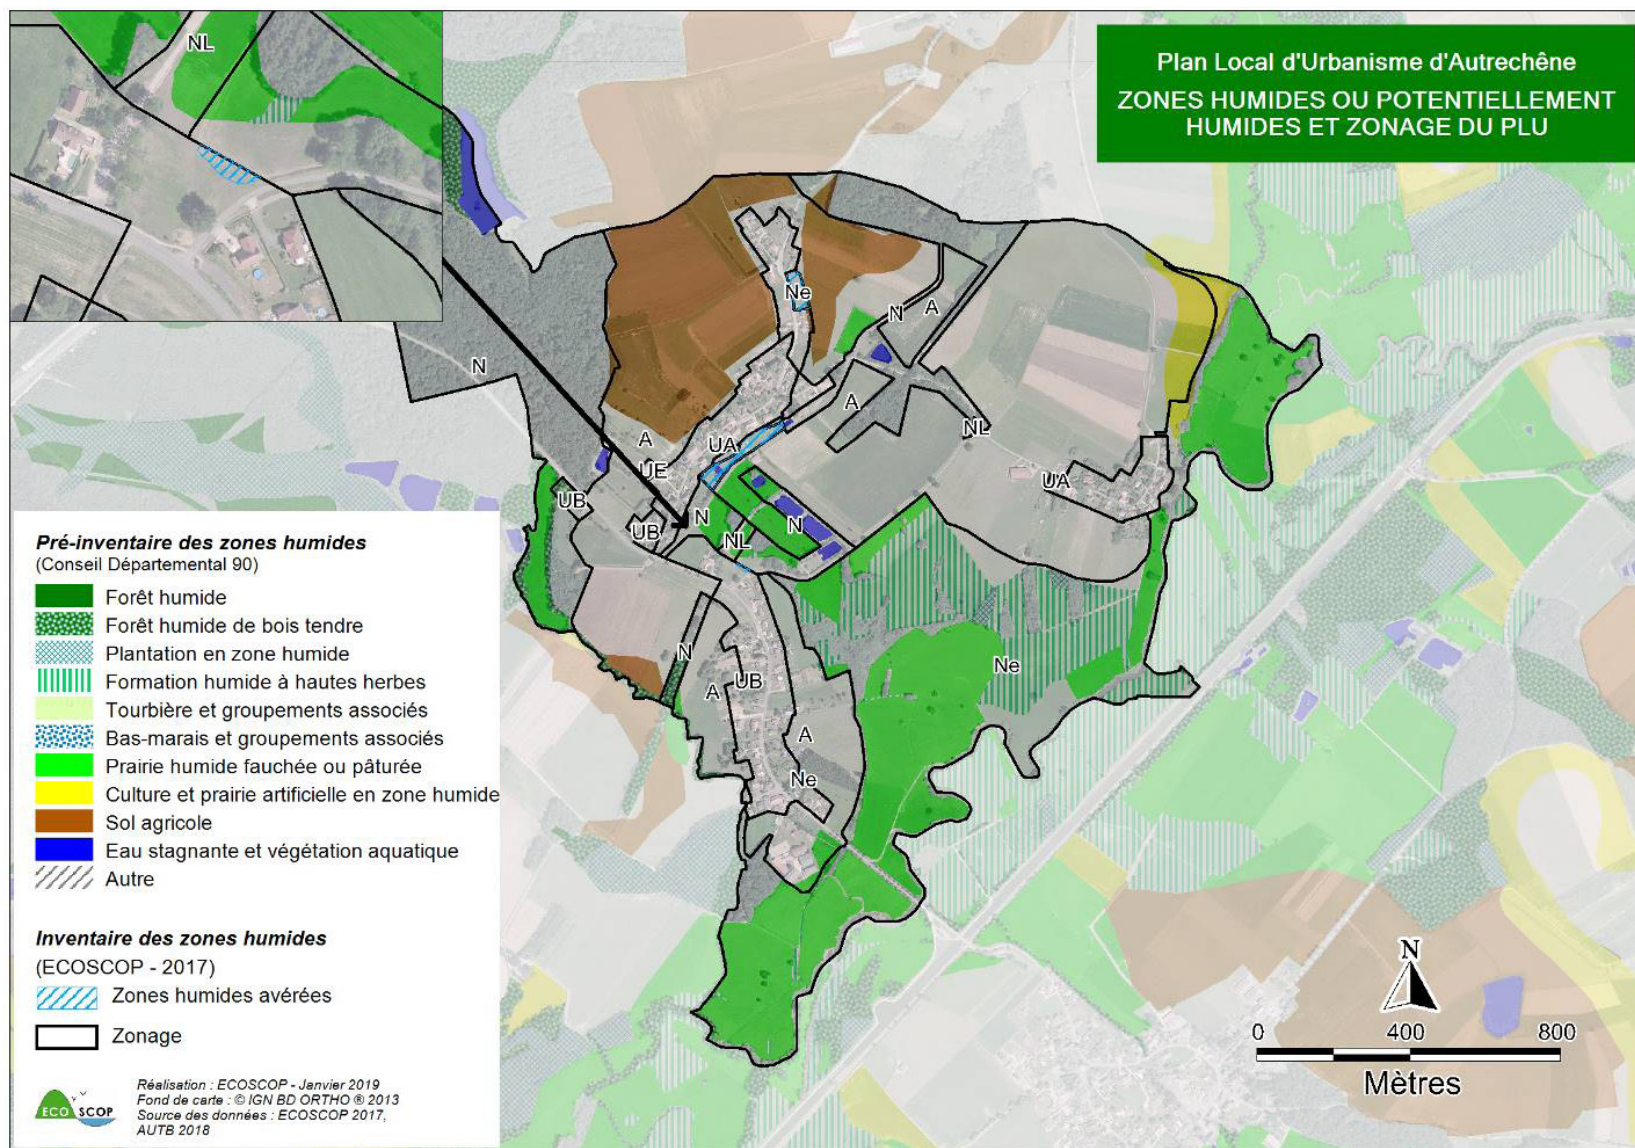 Plan Local d'Urbanisme d'Autrechêne
ZONES HUMIDES OU POTENTIELLEMENT
HUMIDES ET ZONAGE DU PLU
NL
Ne
N
A
N
A
A
UA
NL
UE
UA
UB
UB
N
N
NL
N
Ne
UB
A
A
Ne
Pré-inventaire des zones humides
(Conseil Départemental 90)
Forêt humide
Forêt humide de bois tendre
Plantation en zone humide
Formation humide à hautes herbes
Tourbière et groupements associés
Bas-marais et groupements associés
Prairie humide fauchée ou pâturée
Culture et prairie artificielle en zone humide
Sol agricole
Eau stagnante et végétation aquatique
Autre
Inventaire des zones humides
(ECOSCOP - 2017)
Zones humides avérées
Zonage
ECO SCOP
Réalisation : ECOSCOP - Janvier 2019
Fond de carte : © IGN BD ORTHO ® 2013
Source des données : ECOSCOP 2017,
AUTB 2018
N
0 400 800
Mètres